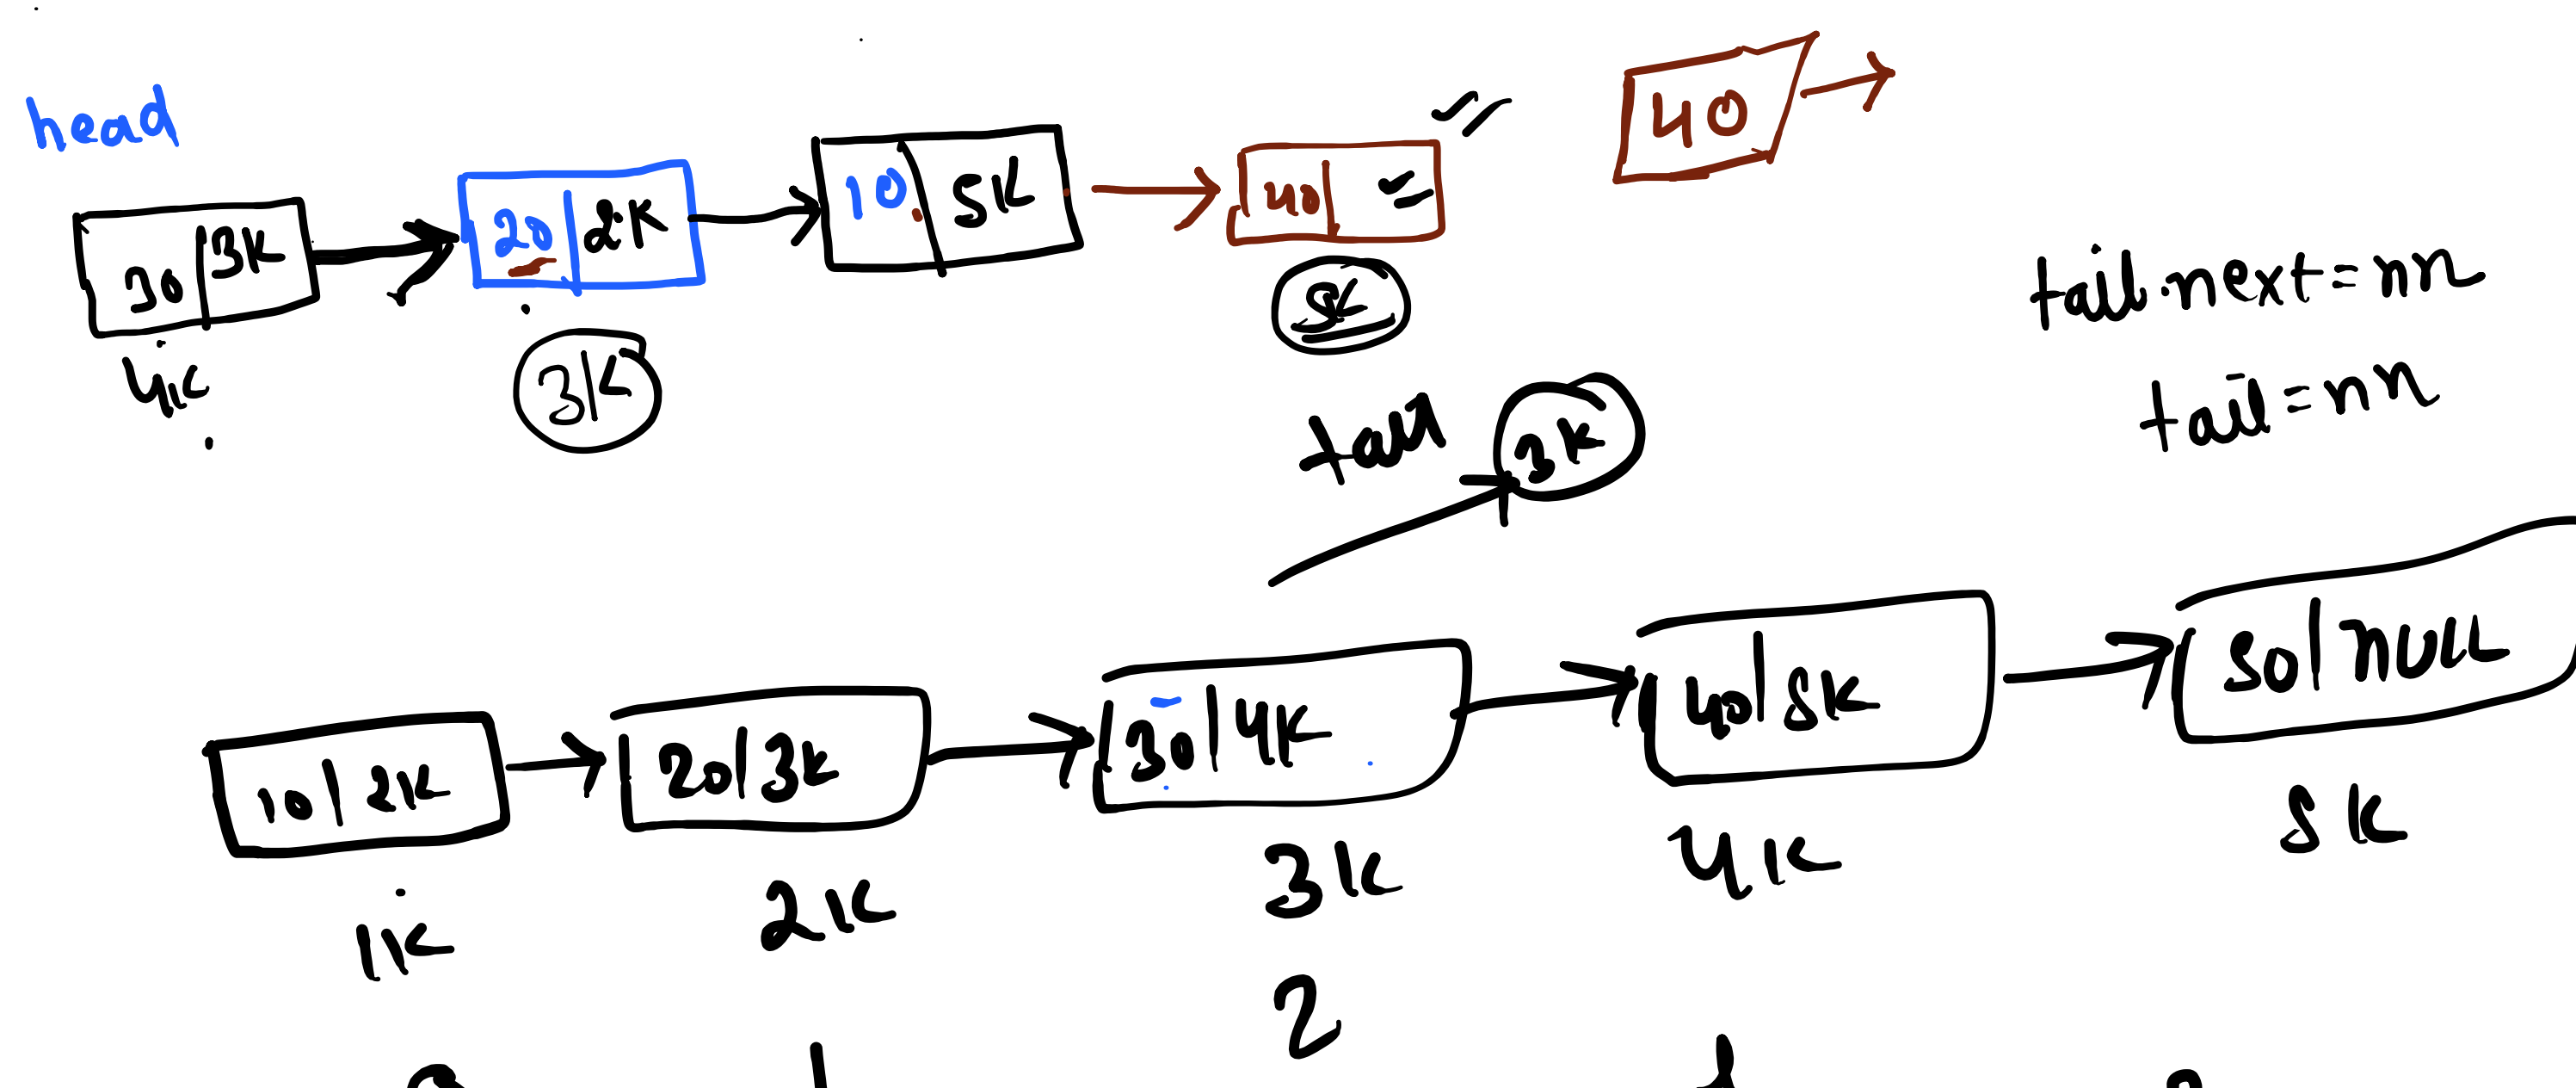 head
40
30 | 3K
20 | 2K
10 | 5K
40
4K
3K
5K
tail.next = nn
tail = nn
tail
3K
10 | 2K
20 | 3K
30 | 4K
40 | 5K
50 | NULL
1K
2K
3K
4K
5K
2